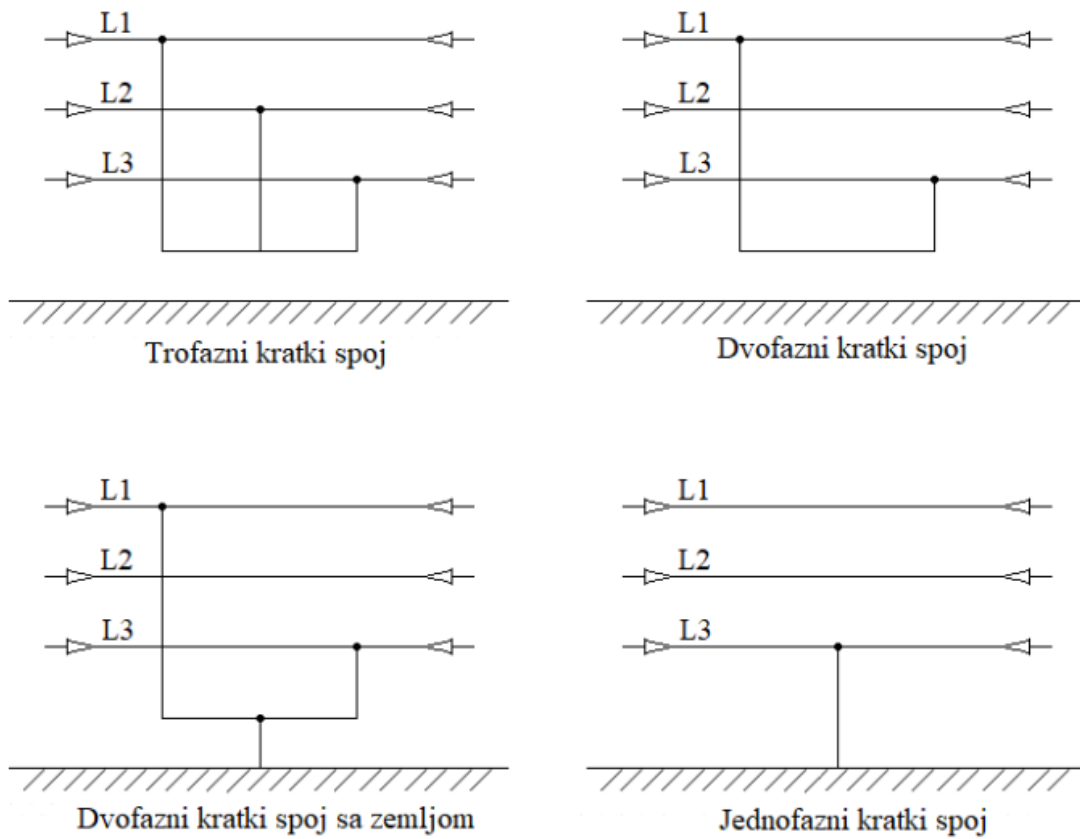 L1
L2
L3
Trofazni kratki spoj
L1
L2
L3
Dvofazni kratki spoj
L1
L2
L3
Dvofazni kratki spoj sa zemljom
L1
L2
L3
Jednofazni kratki spoj